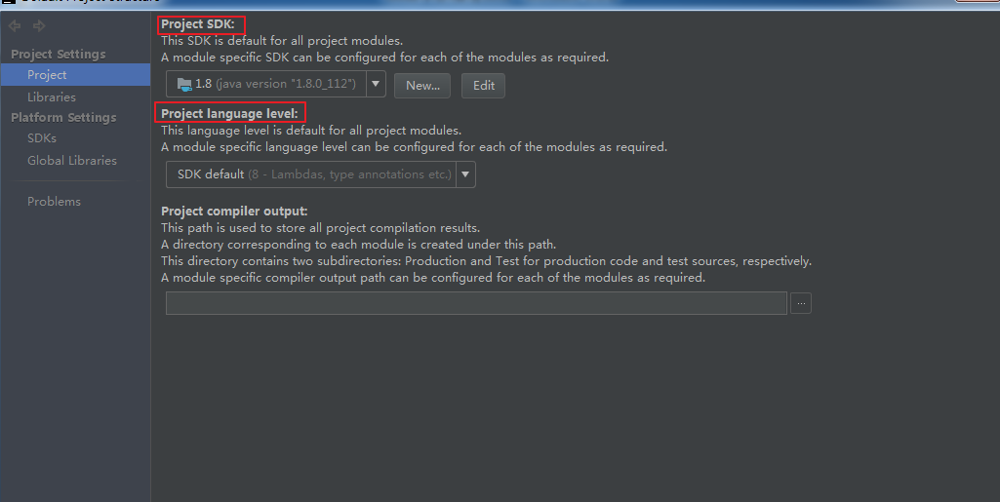 Default Project Structure
Project Settings
Project
Libraries
Platform Settings
SDKs
Global Libraries
Problems
Project SDK:
This SDK is default for all project modules.
A module specific SDK can be configured for each of the modules as required.
1.8 (java version "1.8.0_112")
New...
Edit
Project language level:
This language level is default for all project modules.
A module specific language level can be configured for each of the modules as required.
SDK default (8 - Lambdas, type annotations etc.)
Project compiler output:
This path is used to store all project compilation results.
A directory corresponding to each module is created under this path.
This directory contains two subdirectories: Production and Test for production code and test sources, respectively.
A module specific compiler output path can be configured for each of the modules as required.
...